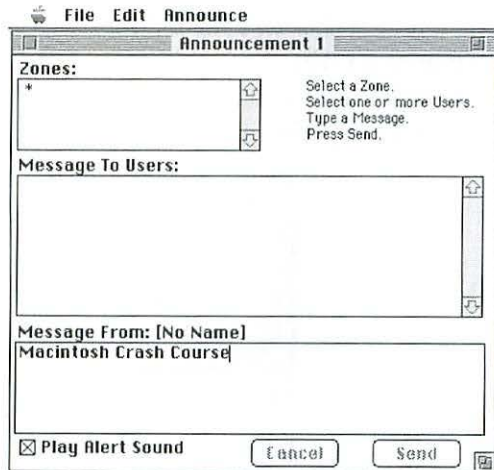 File Edit Announce
Announcement 1
Zones:
*
Select a Zone.
Select one or more Users.
Type a Message.
Press Send.
Message To Users:
Message From: [No Name]
Macintosh Crash Course
Play Alert Sound
Cancel
Send